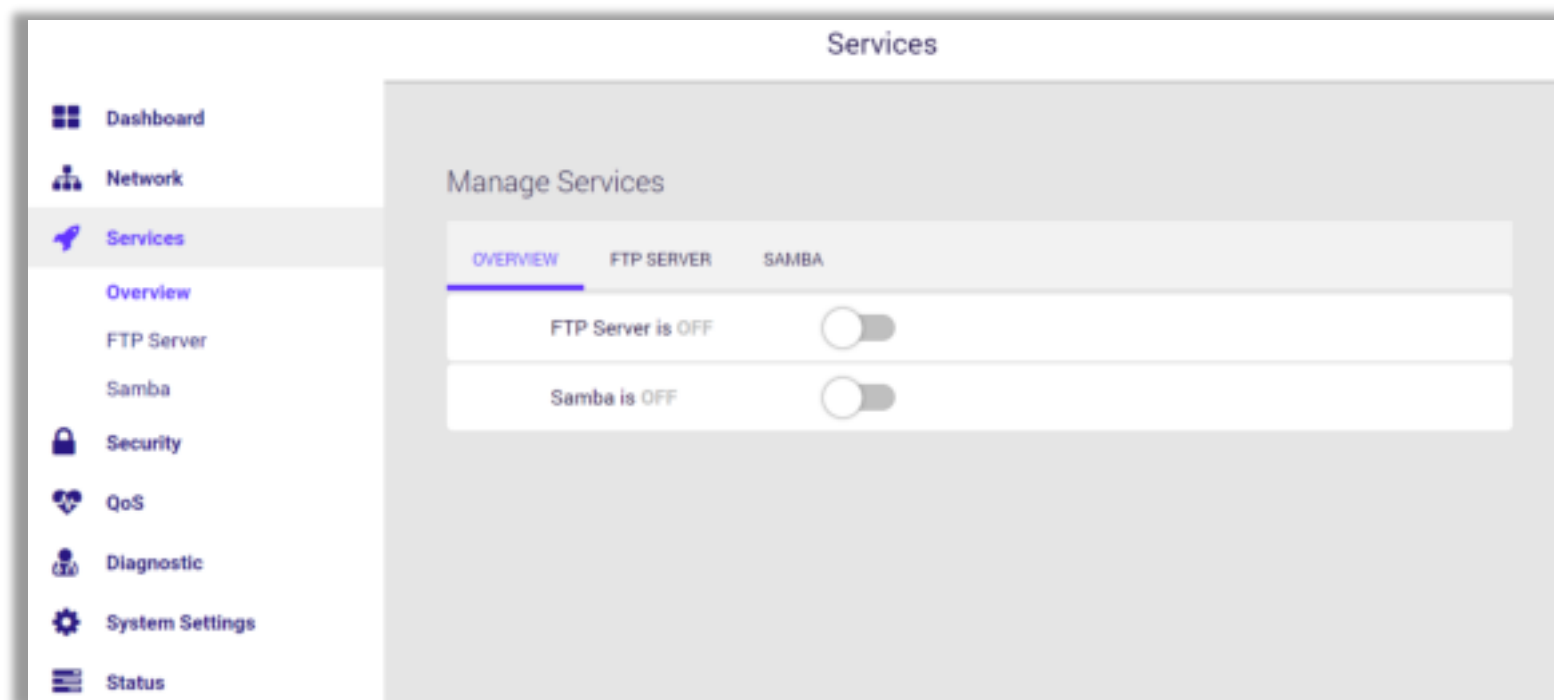 Services
Dashboard
Network
Services
Overview
FTP Server
Samba
Security
QoS
Diagnostic
System Settings
Status
Manage Services
OVERVIEW FTP SERVER SAMBA
FTP Server is OFF
Samba is OFF